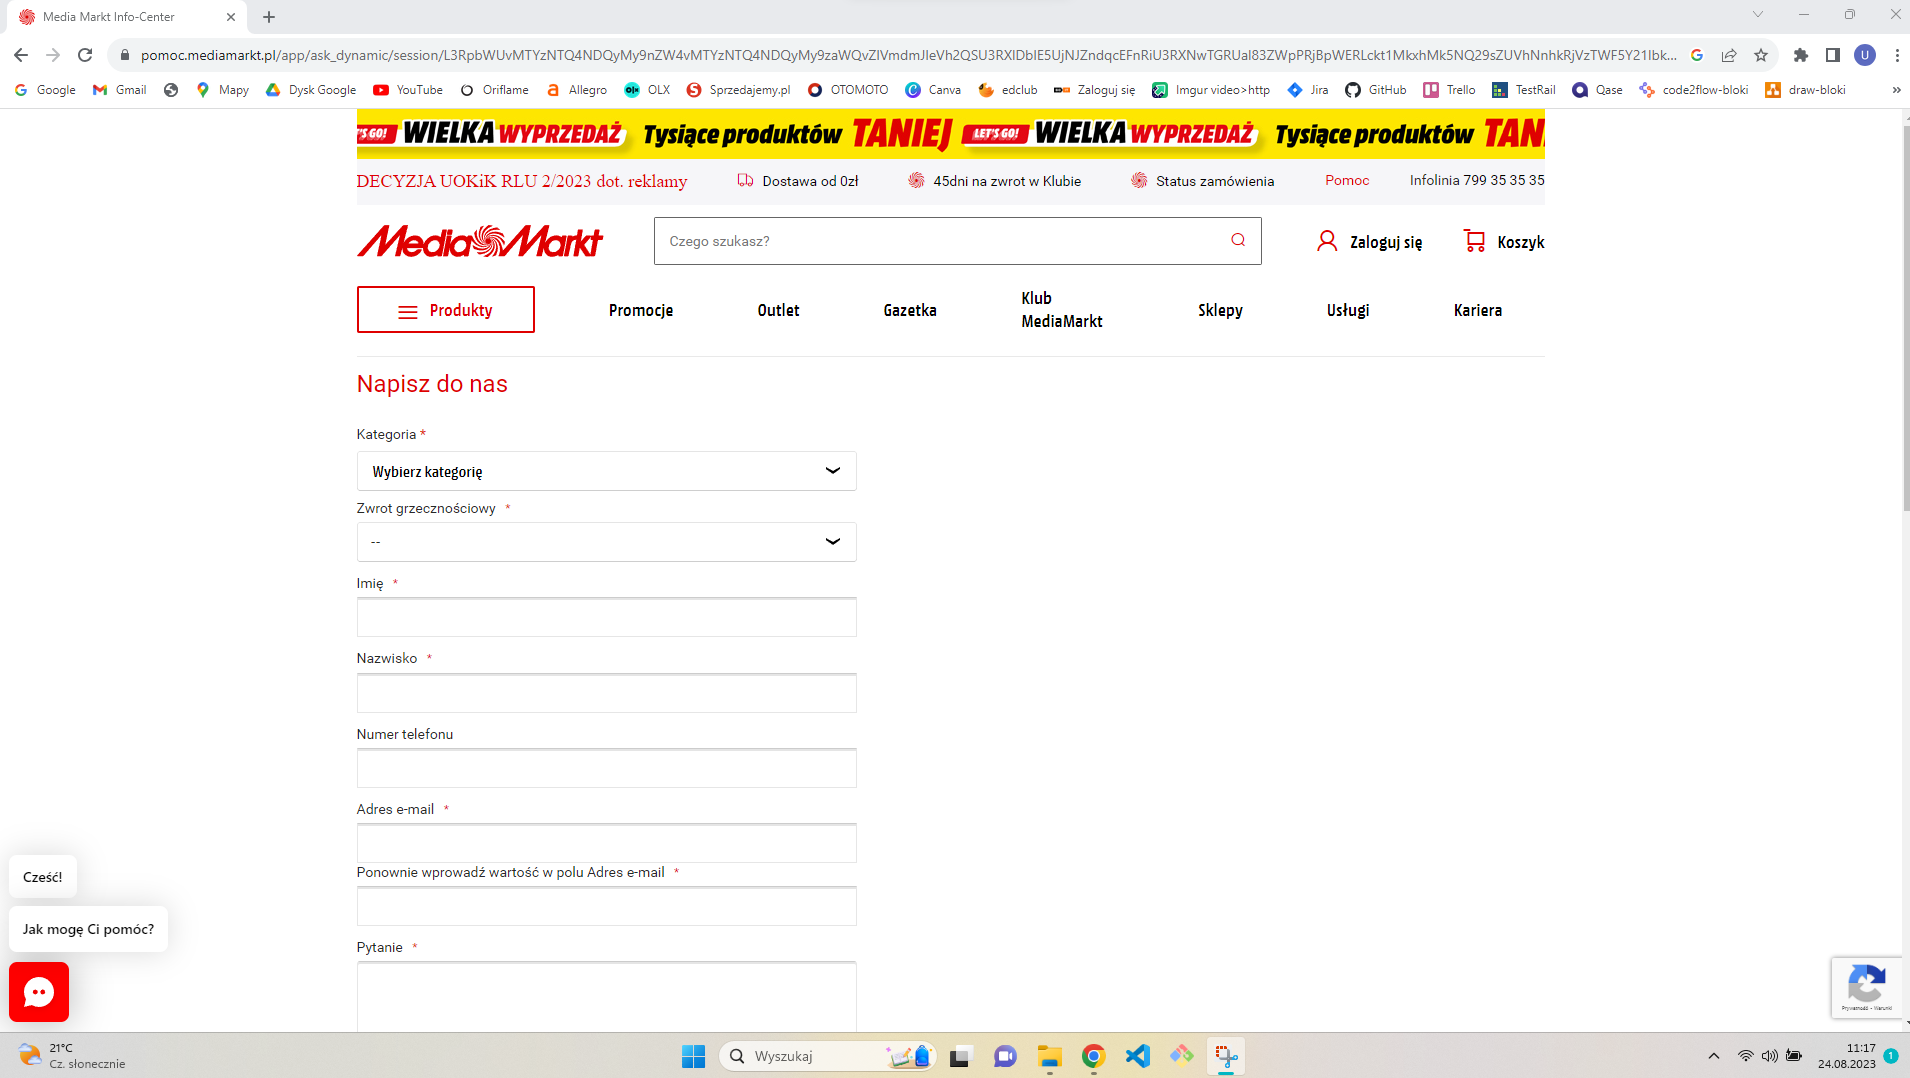 Media Markt Info-Center
pomoc.mediamarkt.pl/app/ask_dynamic/session/
Google Gmail Mapy Dysk Google YouTube Oriflame Allegro OLX Sprzedajemy.pl OTOMOTO Canva edclub Zaloguj się Imgur video>http Jira GitHub Trello TestRail Qase code2flow-bloki draw-bloki »
'S GO! WIELKA WYPRZEDAŻ Tysiące produktów TANIEJ LET'S GO! WIELKA WYPRZEDAŻ Tysiące produktów TANI
DECYZJA UOKiK RLU 2/2023 dot. reklamy Dostawa od 0zł 45dni na zwrot w Klubie Status zamówienia Pomoc Infolinia 799 35 35 35
Media Markt Czego szukasz? Zaloguj się Koszyk
Produkty Promocje Outlet Gazetka Klub MediaMarkt Sklepy Usługi Kariera
Napisz do nas
Kategoria *
Wybierz kategorię
Zwrot grzecznościowy *
--
Imię *
Nazwisko *
Numer telefonu
Adres e-mail *
Ponownie wprowadź wartość w polu Adres e-mail *
Pytanie *
Cześć!
Jak mogę Ci pomóc?
Prywatność - Warunki
21°C
Cz. słonecznie
Wyszukaj
11:17
24.08.2023
1